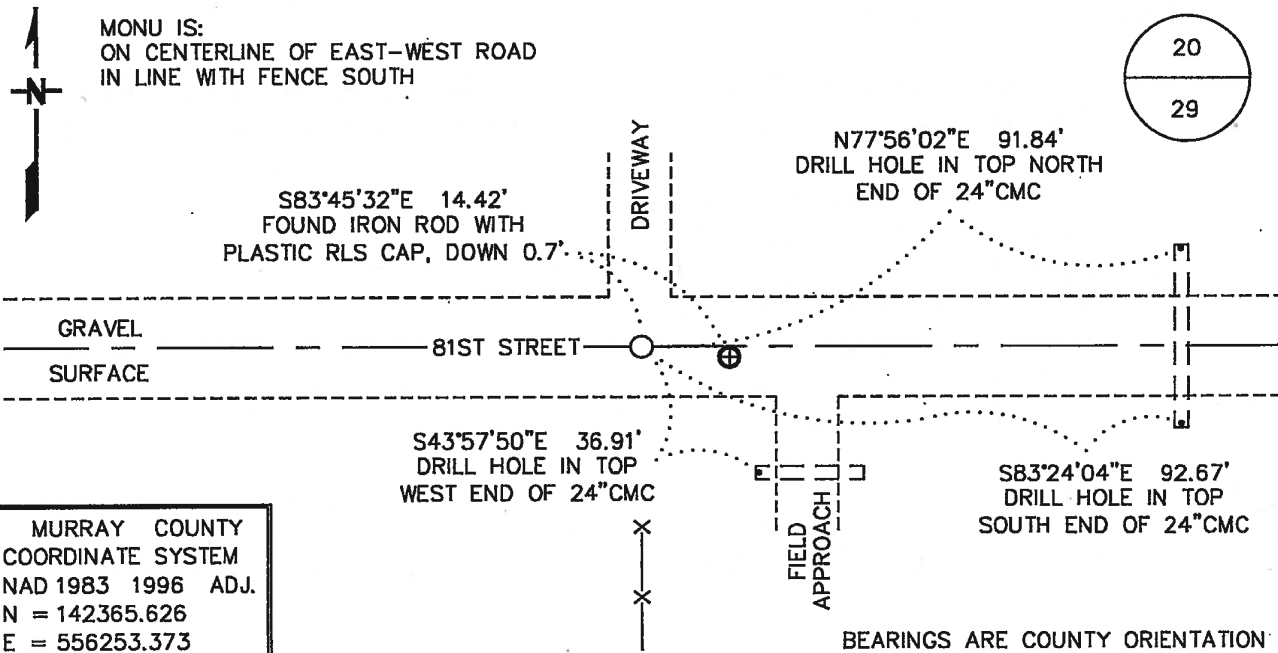 MONU IS:
ON CENTERLINE OF EAST-WEST ROAD
IN LINE WITH FENCE SOUTH
N
20
29
DRIVEWAY
N77°56'02"E 91.84'
DRILL HOLE IN TOP NORTH
END OF 24"CMC
S83°45'32"E 14.42'
FOUND IRON ROD WITH
PLASTIC RLS CAP, DOWN 0.7'
GRAVEL
81ST STREET
SURFACE
S43°57'50"E 36.91'
DRILL HOLE IN TOP
WEST END OF 24"CMC
S83°24'04"E 92.67'
DRILL HOLE IN TOP
SOUTH END OF 24"CMC
FIELD
APPROACH
MURRAY COUNTY
COORDINATE SYSTEM
NAD 1983 1996 ADJ.
N = 142365.626
E = 556253.373
BEARINGS ARE COUNTY ORIENTATION